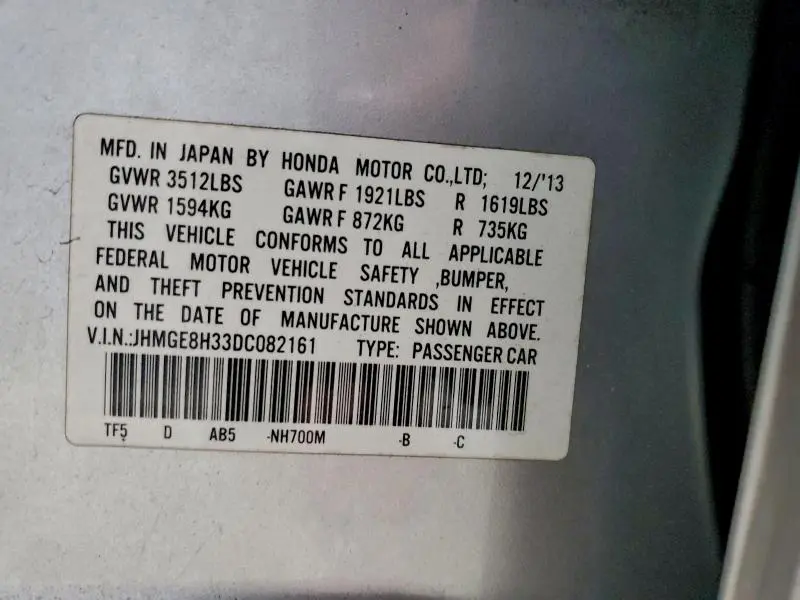 MFD. IN JAPAN BY HONDA MOTOR CO.,LTD; 12/'13
GVWR 3512LBS GAWR F 1921LBS R 1619LBS
GVWR 1594KG GAWR F 872KG R 735KG
THIS VEHICLE CONFORMS TO ALL APPLICABLE
FEDERAL MOTOR VEHICLE SAFETY ,BUMPER,
AND THEFT PREVENTION STANDARDS IN EFFECT
ON THE DATE OF MANUFACTURE SHOWN ABOVE.
V.I.N.:JHMGE8H33DC082161 TYPE: PASSENGER CAR
TF5 D AB5 -NH700M -B -C